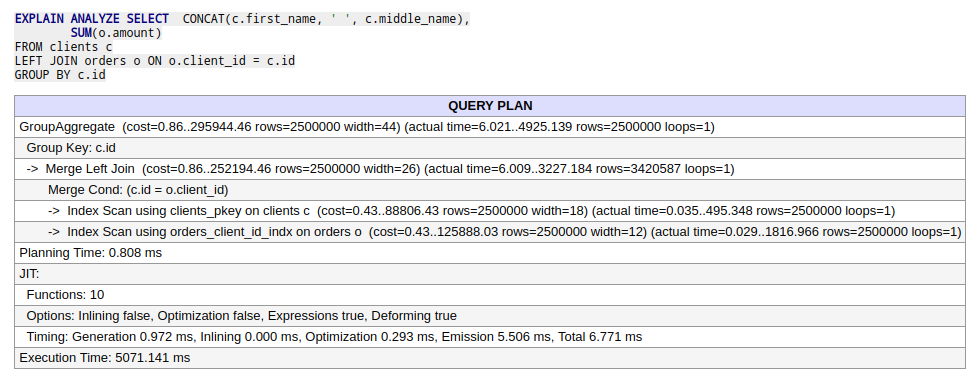 EXPLAIN ANALYZE SELECT CONCAT(c.first_name, ' ', c.middle_name),
SUM(o.amount)
FROM clients c
LEFT JOIN orders o ON o.client_id = c.id
GROUP BY c.id
QUERY PLAN
GroupAggregate (cost=0.86..295944.46 rows=2500000 width=44) (actual time=6.021..4925.139 rows=2500000 loops=1)
Group Key: c.id
-> Merge Left Join (cost=0.86..252194.46 rows=2500000 width=26) (actual time=6.009..3227.184 rows=3420587 loops=1)
Merge Cond: (c.id = o.client_id)
-> Index Scan using clients_pkey on clients c (cost=0.43..88806.43 rows=2500000 width=18) (actual time=0.035..495.348 rows=2500000 loops=1)
-> Index Scan using orders_client_id_indx on orders o (cost=0.43..125888.03 rows=2500000 width=12) (actual time=0.029..1816.966 rows=2500000 loops=1)
Planning Time: 0.808 ms
JIT:
Functions: 10
Options: Inlining false, Optimization false, Expressions true, Deforming true
Timing: Generation 0.972 ms, Inlining 0.000 ms, Optimization 0.293 ms, Emission 5.506 ms, Total 6.771 ms
Execution Time: 5071.141 ms